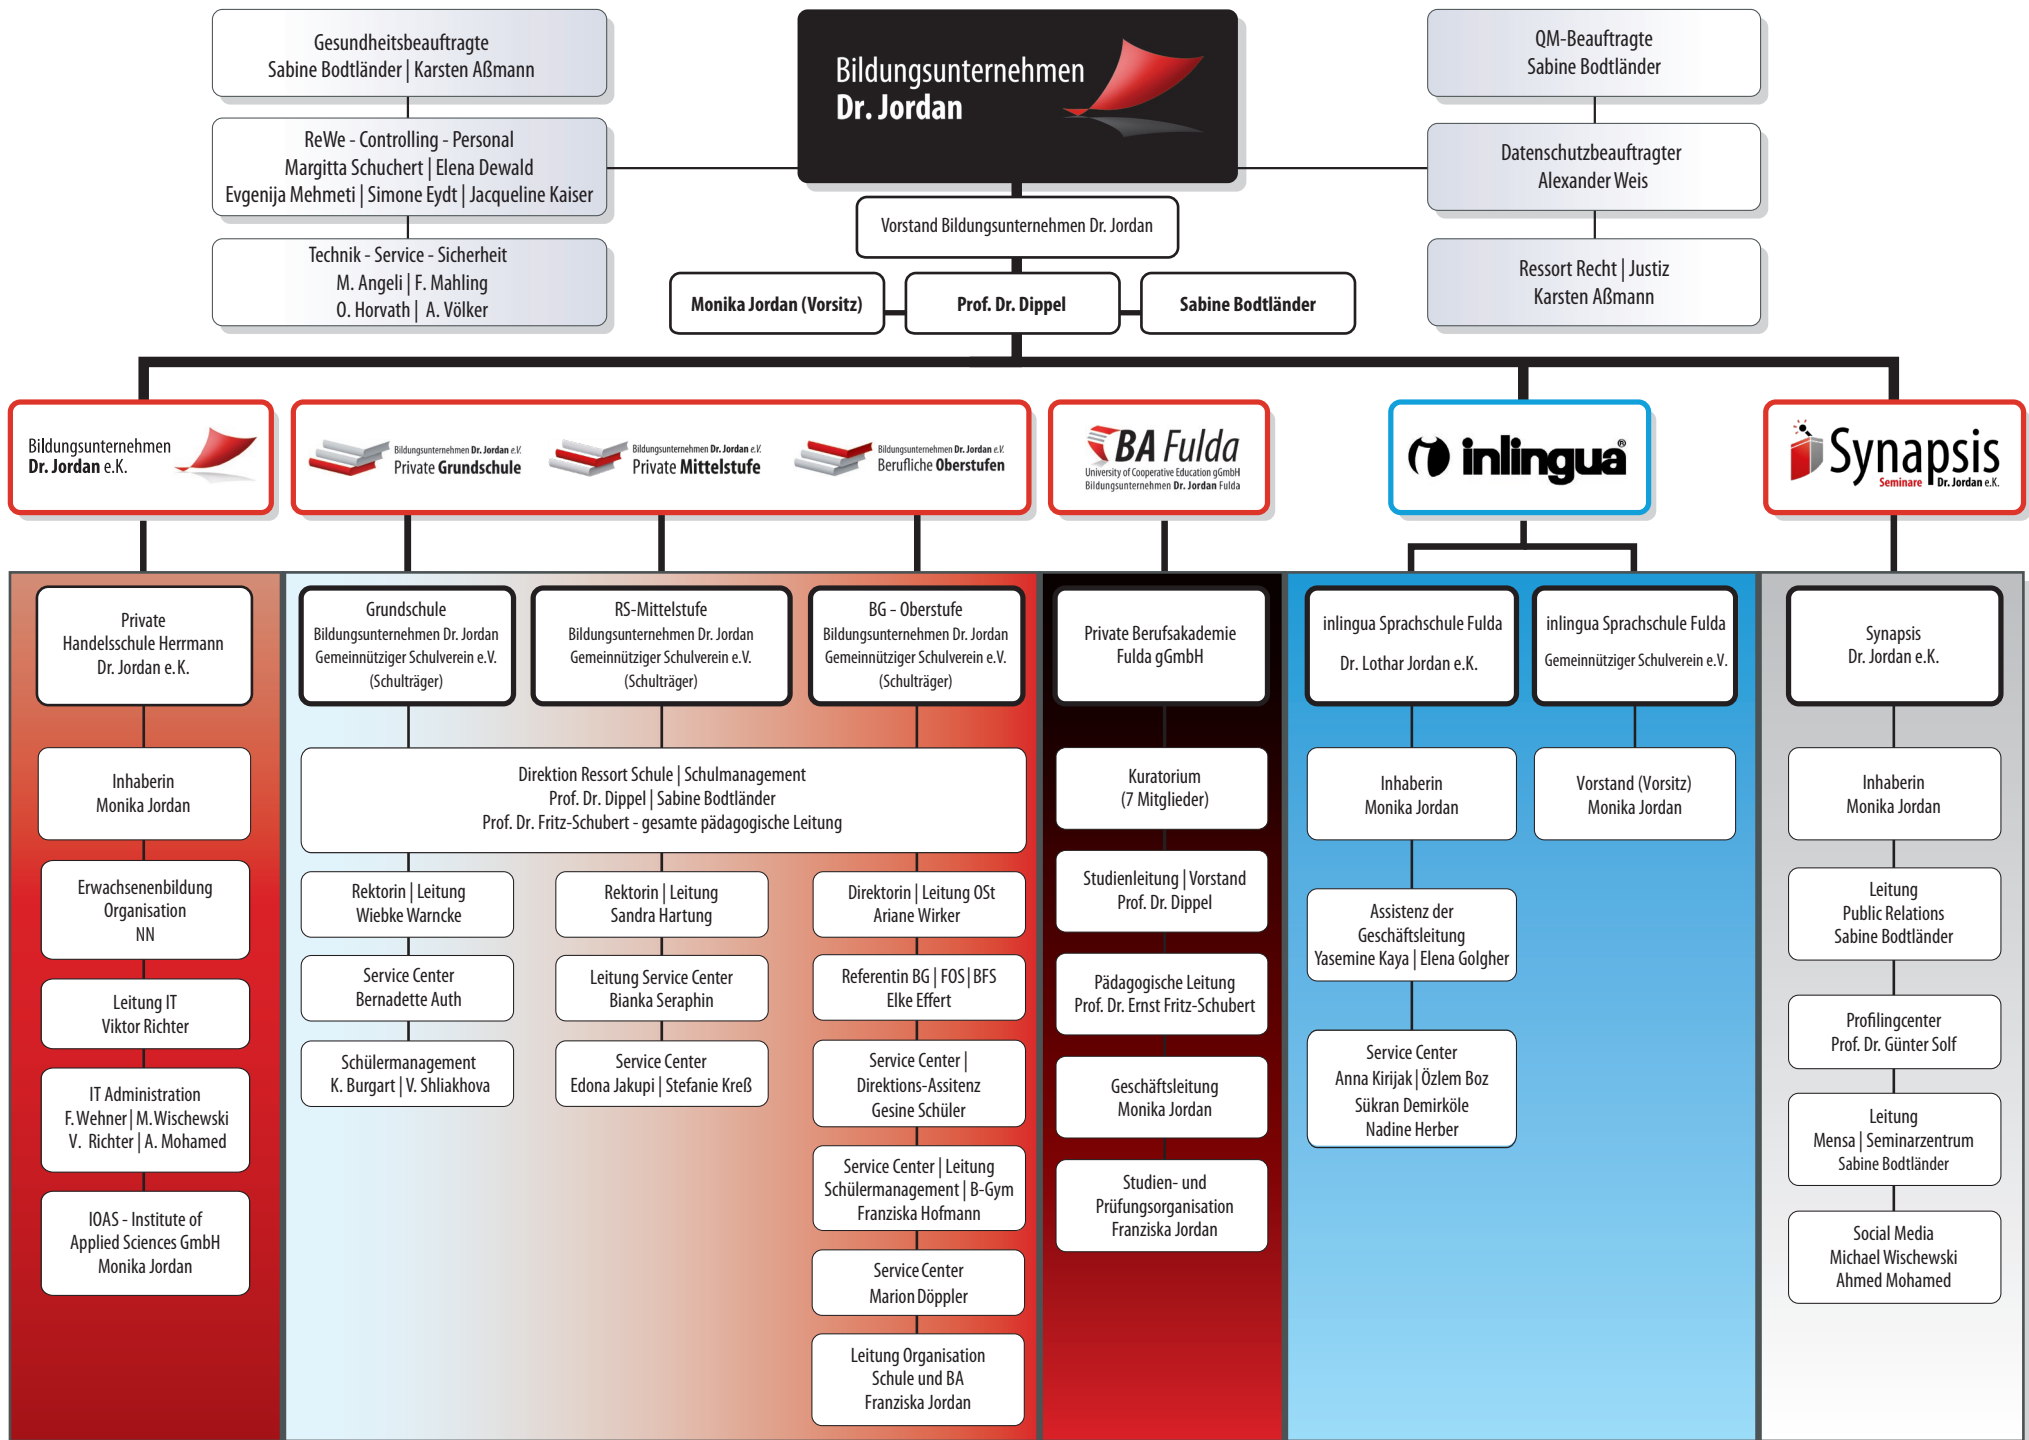 Gesundheitsbeauftragte
Sabine Bodtländer | Karsten Aßmann
ReWe - Controlling - Personal
Margitta Schuchert | Elena Dewald
Evgenija Mehmeti | Simone Eydt | Jacqueline Kaiser
Technik - Service - Sicherheit
M. Angeli | F. Mahling
O. Horvath | A. Völker
Bildungsunternehmen
Dr. Jordan
Vorstand Bildungsunternehmen Dr. Jordan
Monika Jordan (Vorsitz)
Prof. Dr. Dippel
Sabine Bodtländer
QM-Beauftragte
Sabine Bodtländer
Datenschutzbeauftragter
Alexander Weis
Ressort Recht | Justiz
Karsten Aßmann
Bildungsunternehmen
Dr. Jordan e.K.
Bildungsunternehmen Dr. Jordan e.V.
Private Grundschule
Bildungsunternehmen Dr. Jordan e.V.
Private Mittelstufe
Bildungsunternehmen Dr. Jordan e.V.
Berufliche Oberstufen
BA Fulda
University of Cooperative Education gGmbH
Bildungsunternehmen Dr. Jordan Fulda
inlingua®
Synapsis
Seminare Dr. Jordan e.K.
Private
Handelsschule Herrmann
Dr. Jordan e.K.
Inhaberin
Monika Jordan
Erwachsenenbildung
Organisation
NN
Leitung IT
Viktor Richter
IT Administration
F. Wehner | M. Wischewski
V. Richter | A. Mohamed
IOAS - Institute of
Applied Sciences GmbH
Monika Jordan
Grundschule
Bildungsunternehmen Dr. Jordan
Gemeinnütziger Schulverein e.V.
(Schulträger)
RS-Mittelstufe
Bildungsunternehmen Dr. Jordan
Gemeinnütziger Schulverein e.V.
(Schulträger)
BG - Oberstufe
Bildungsunternehmen Dr. Jordan
Gemeinnütziger Schulverein e.V.
(Schulträger)
Direktion Ressort Schule | Schulmanagement
Prof. Dr. Dippel | Sabine Bodtländer
Prof. Dr. Fritz-Schubert - gesamte pädagogische Leitung
Rektorin | Leitung
Wiebke Warncke
Service Center
Bernadette Auth
Schülermanagement
K. Burgart | V. Shliakhova
Rektorin | Leitung
Sandra Hartung
Leitung Service Center
Bianka Seraphin
Service Center
Edona Jakupi | Stefanie Kreß
Direktorin | Leitung OSt
Ariane Wirker
Referentin BG | FOS | BFS
Elke Effert
Service Center |
Direktions-Assitenz
Gesine Schüler
Service Center | Leitung
Schülermanagement | B-Gym
Franziska Hofmann
Service Center
Marion Döppler
Leitung Organisation
Schule und BA
Franziska Jordan
Private Berufsakademie
Fulda gGmbH
Kuratorium
(7 Mitglieder)
Studienleitung | Vorstand
Prof. Dr. Dippel
Pädagogische Leitung
Prof. Dr. Ernst Fritz-Schubert
Geschäftsleitung
Monika Jordan
Studien- und
Prüfungsorganisation
Franziska Jordan
inlingua Sprachschule Fulda
Dr. Lothar Jordan e.K.
Inhaberin
Monika Jordan
Assistenz der
Geschäftsleitung
Yasemine Kaya | Elena Golgher
Service Center
Anna Kirijak | Özlem Boz
Sükran Demirköle
Nadine Herber
inlingua Sprachschule Fulda
Gemeinnütziger Schulverein e.V.
Vorstand (Vorsitz)
Monika Jordan
Synapsis
Dr. Jordan e.K.
Inhaberin
Monika Jordan
Leitung
Public Relations
Sabine Bodtländer
Profilingcenter
Prof. Dr. Günter Solf
Leitung
Mensa | Seminarzentrum
Sabine Bodtländer
Social Media
Michael Wischewski
Ahmed Mohamed